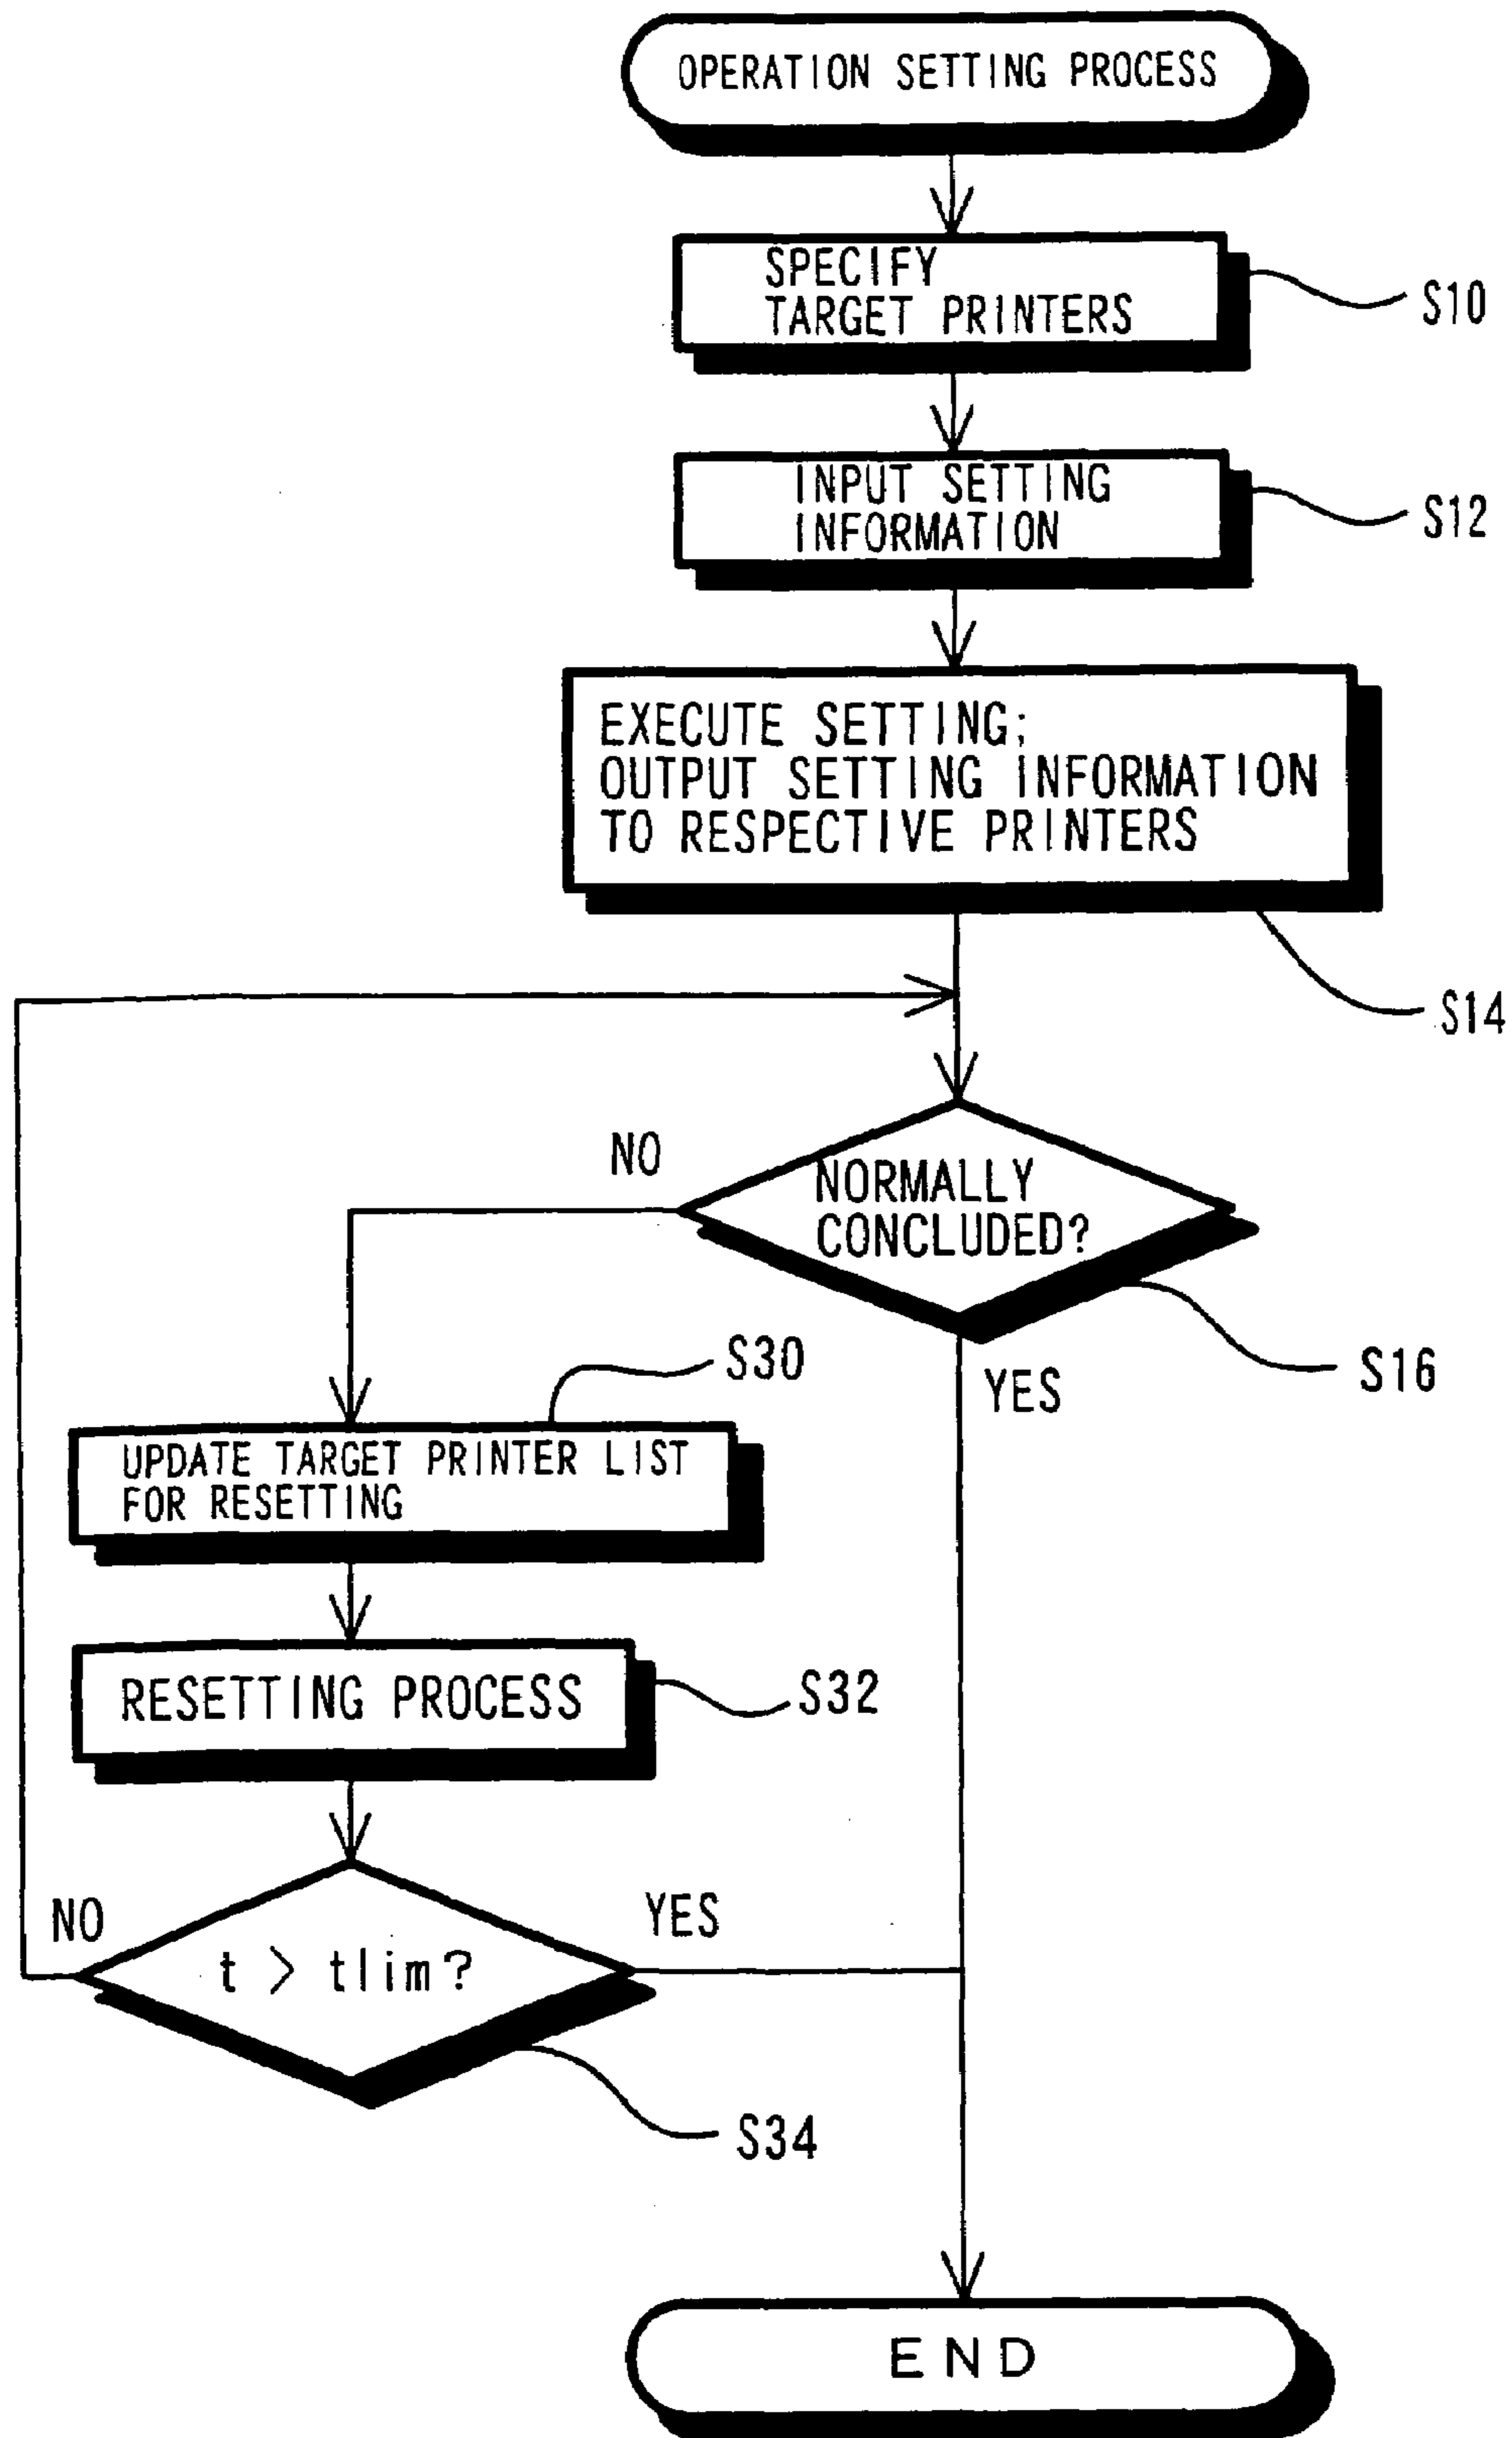 OPERATION SETTING PROCESS
SPECIFY
TARGET PRINTERS
S10
INPUT SETTING
INFORMATION
S12
EXECUTE SETTING;
OUTPUT SETTING INFORMATION
TO RESPECTIVE PRINTERS
S14
NO
NORMALLY
CONCLUDED?
S16
YES
S30
UPDATE TARGET PRINTER LIST
FOR RESETTING
RESETTING PROCESS
S32
NO
YES
t > tlim?
S34
END